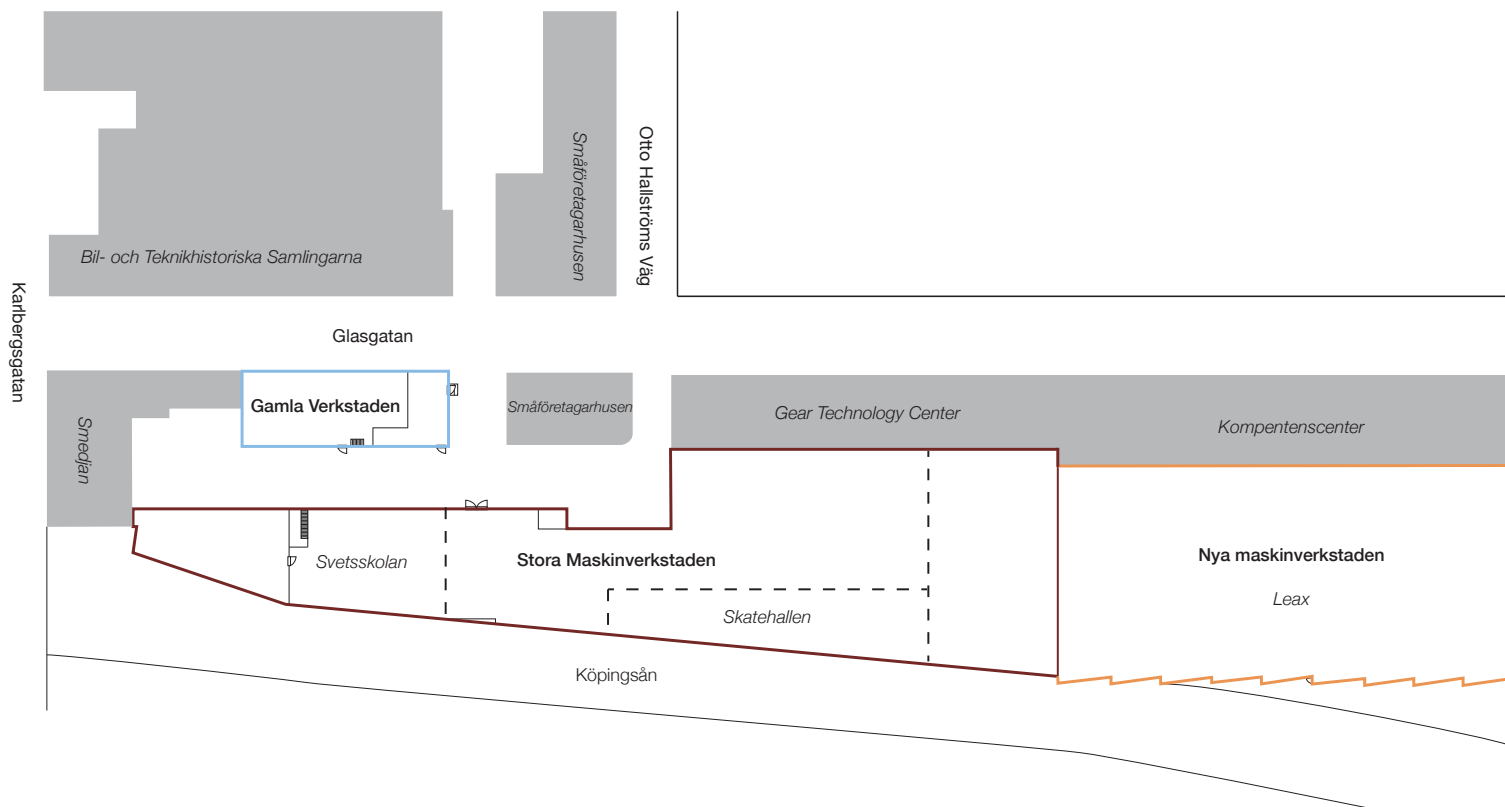 Småföretagarhusen
Otto Hallströms Väg
Bil- och Teknikhistoriska Samlingarna
Karlbergsgatan
Glasgatan
Gamla Verkstaden
Småföretagarhusen
Gear Technology Center
Kompentenscenter
Smedjan
Svetsskolan
Stora Maskinverkstaden
Nya maskinverkstaden
Leax
Skatehallen
Köpingsån